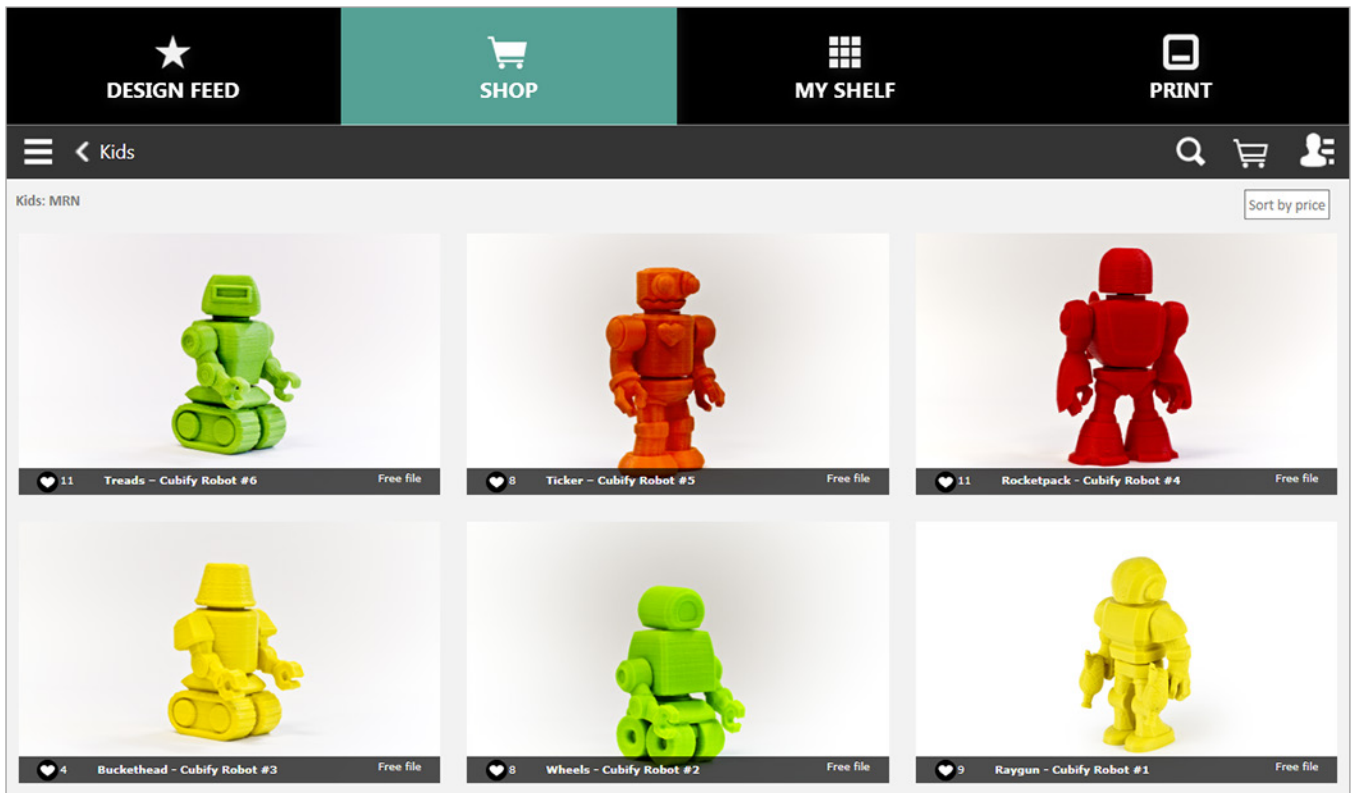 DESIGN FEED
SHOP
MY SHELF
PRINT
Kids
Kids: MRN
Sort by price
11 Treads – Cubify Robot #6 Free file
8 Ticker – Cubify Robot #5 Free file
11 Rocketpack - Cubify Robot #4 Free file
4 Buckethead - Cubify Robot #3 Free file
8 Wheels - Cubify Robot #2 Free file
9 Raygun - Cubify Robot #1 Free file